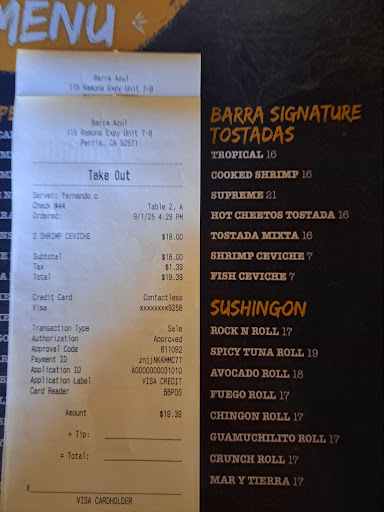 MENU
Barra Azul
115 Ramona Expy Unit 7-8
Barra Azul
115 Ramona Expy Unit 7-8
Perris, CA 92571
Take Out
Server: fernando c
Check #44 Table 2, A
Ordered: 9/1/25 4:29 PM
2 SHRIMP CEVICHE $18.00
Subtotal $18.00
Tax $1.39
Total $19.39
Credit Card Contactless
Visa xxxxxxxx9258
Transaction Type Sale
Authorization Approved
Approval Code 811092
Payment ID znjjNKXHMC7T
Application ID A0000000031010
Application Label VISA CREDIT
Card Reader BBPOS
Amount $19.39
+ Tip:
= Total:
X
VISA CARDHOLDER
BARRA SIGNATURE
TOSTADAS
TROPICAL 16
COOKED SHRIMP 16
SUPREME 21
HOT CHEETOS TOSTADA 16
TOSTADA MIXTA 16
SHRIMP CEVICHE 7
FISH CEVICHE 7
SUSHINGON
ROCK N ROLL 17
SPICY TUNA ROLL 19
AVOCADO ROLL 18
FUEGO ROLL 17
CHINGON ROLL 17
GUAMUCHILITO ROLL 17
CRUNCH ROLL 17
MAR Y TIERRA 17